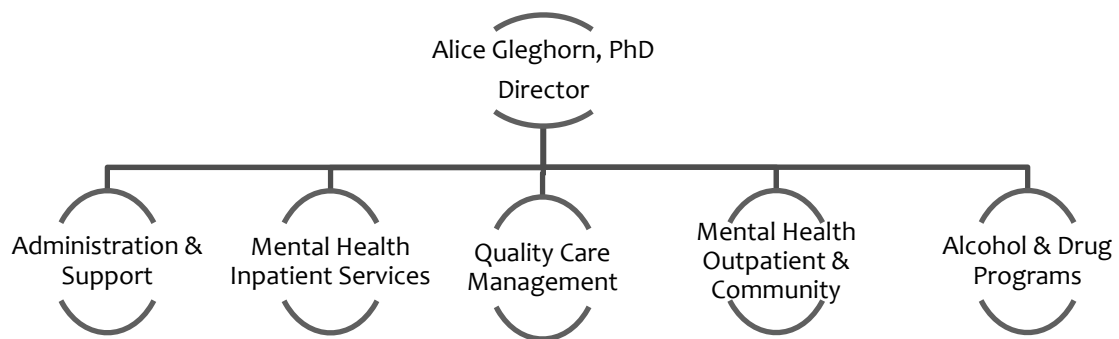 Alice Gleghorn, PhD
Director
Administration &
Support
Mental Health
Inpatient Services
Quality Care
Management
Mental Health
Outpatient &
Community
Alcohol & Drug
Programs